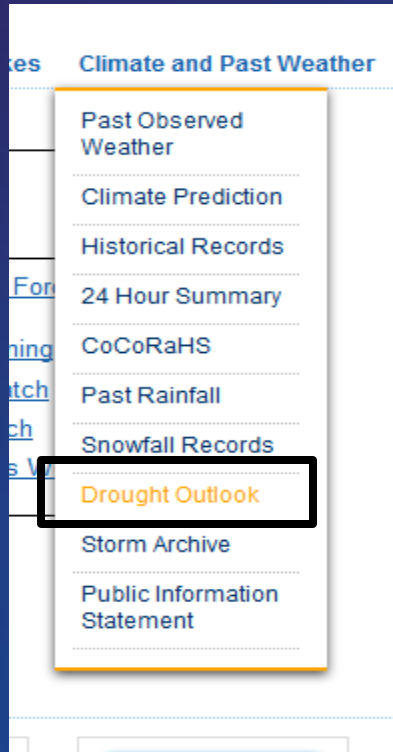 kes Climate and Past Weather
Past Observed
Weather
Climate Prediction
Historical Records
24 Hour Summary
CoCoRaHS
Past Rainfall
Snowfall Records
Drought Outlook
Storm Archive
Public Information
Statement